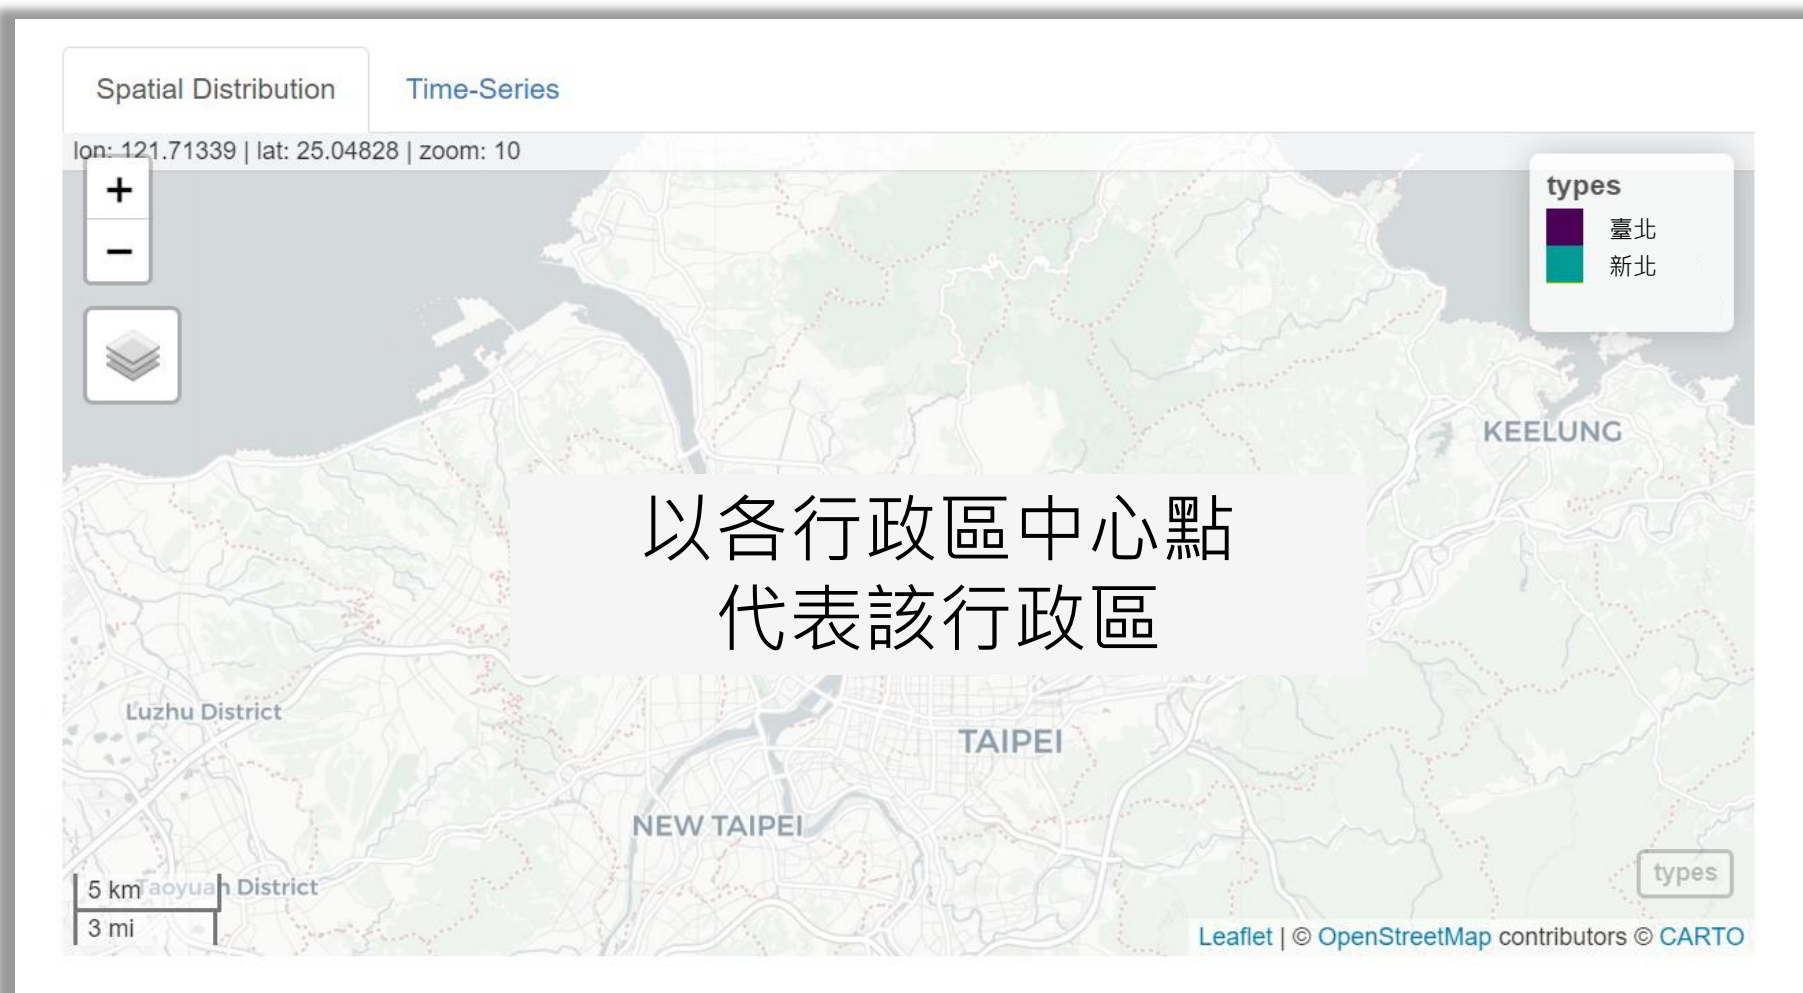 Spatial Distribution
Time-Series
lon: 121.71339 | lat: 25.04828 | zoom: 10
+
−
types
臺北
新北
KEELUNG
以各行政區中心點
代表該行政區
Luzhu District
TAIPEI
NEW TAIPEI
Taoyuan District
5 km
3 mi
types
Leaflet | © OpenStreetMap contributors © CARTO